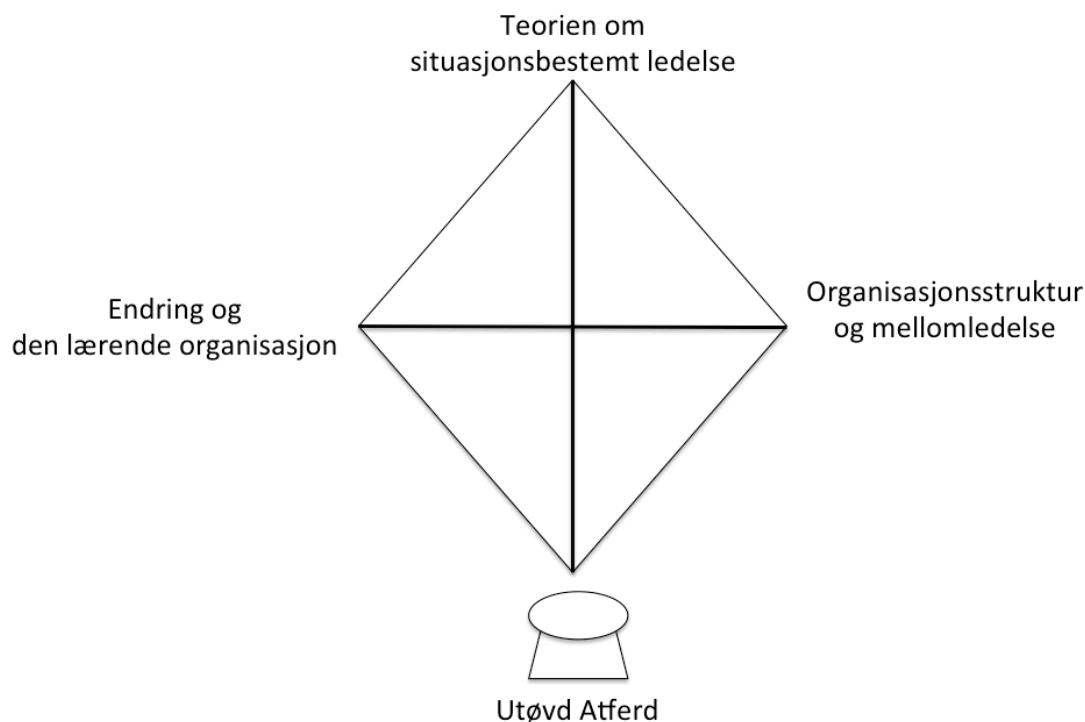 Teorien om
situasjonsbestemt ledelse
Endring og
den lærende organisasjon
Organisasjonsstruktur
og mellomledelse
Utøvd Atferd